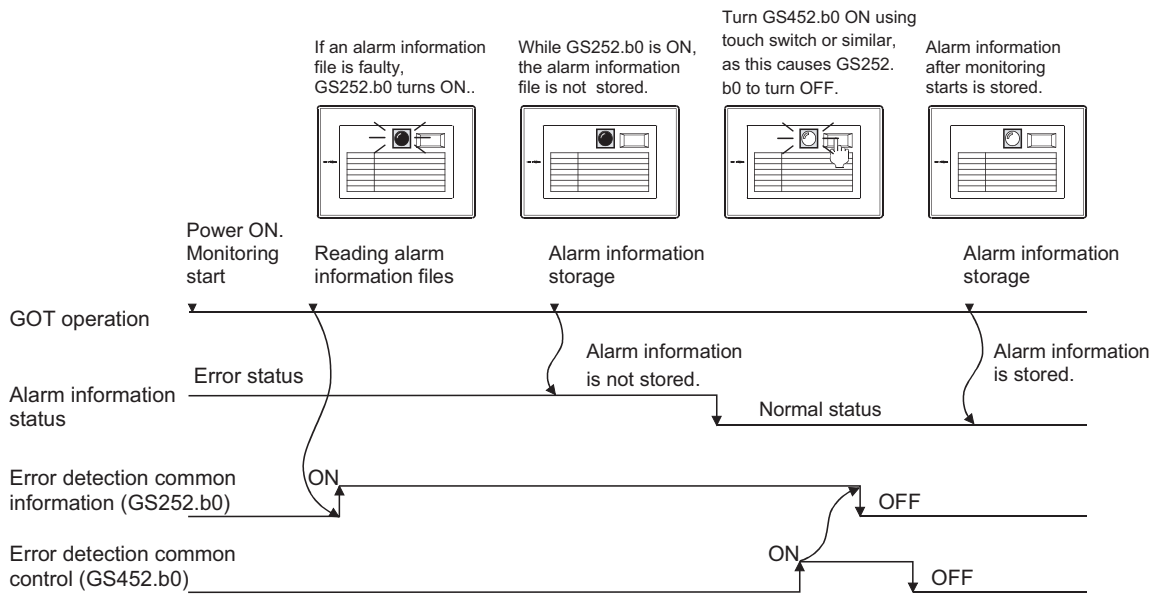 If an alarm information
file is faulty,
GS252.b0 turns ON..
While GS252.b0 is ON,
the alarm information
file is not stored.
Turn GS452.b0 ON using
touch switch or similar,
as this causes GS252.
b0 to turn OFF.
Alarm information
after monitoring
starts is stored.
Power ON.
Monitoring
start
Reading alarm
information files
Alarm information
storage
Alarm information
storage
GOT operation
Alarm information
is not stored.
Alarm information
is stored.
Error status
Alarm information
status
Normal status
Error detection common
information (GS252.b0)
ON
OFF
Error detection common
control (GS452.b0)
ON
OFF